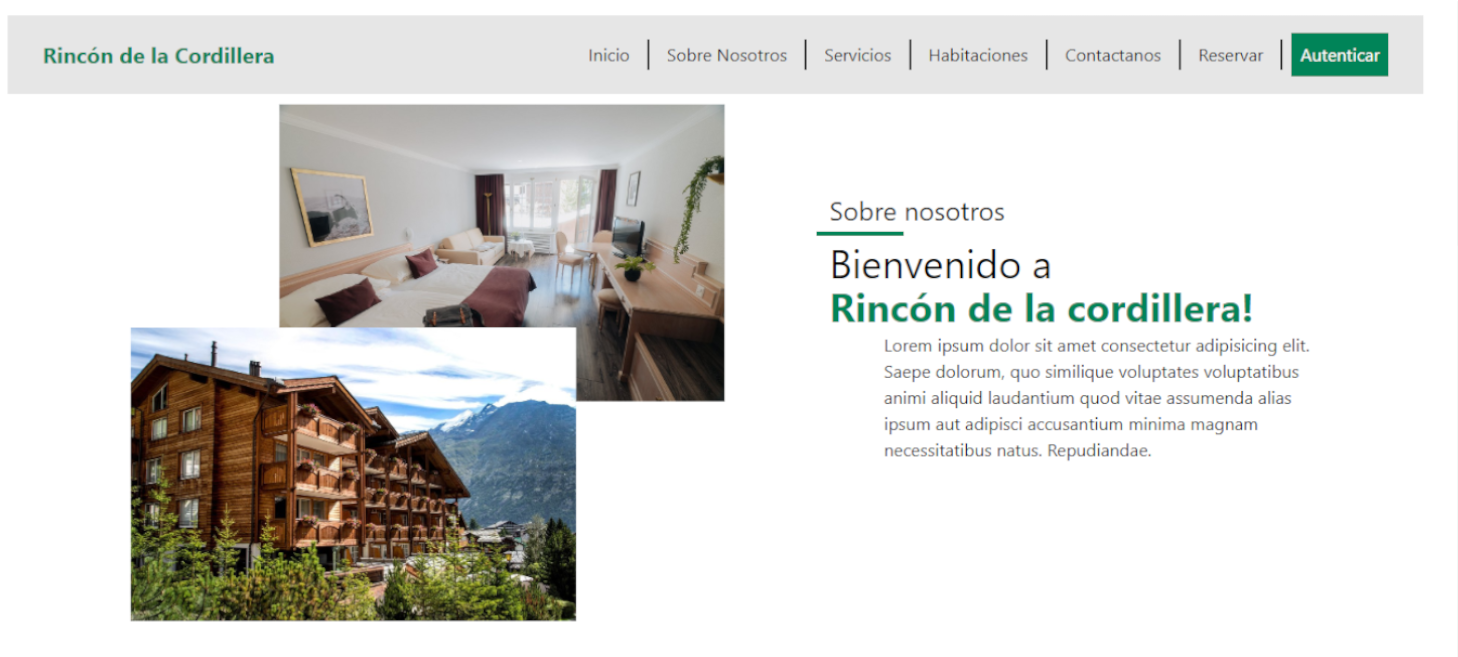 Rincón de la Cordillera
Inicio
Sobre Nosotros
Servicios
Habitaciones
Contactanos
Reservar
Autenticar
Sobre nosotros
Bienvenido a
Rincón de la cordillera!
Lorem ipsum dolor sit amet consectetur adipisicing elit.
Saepe dolorum, quo similique voluptates voluptatibus
animi aliquid laudantium quod vitae assumenda alias
ipsum aut adipisci accusantium minima magnam
necessitatibus natus. Repudiandae.